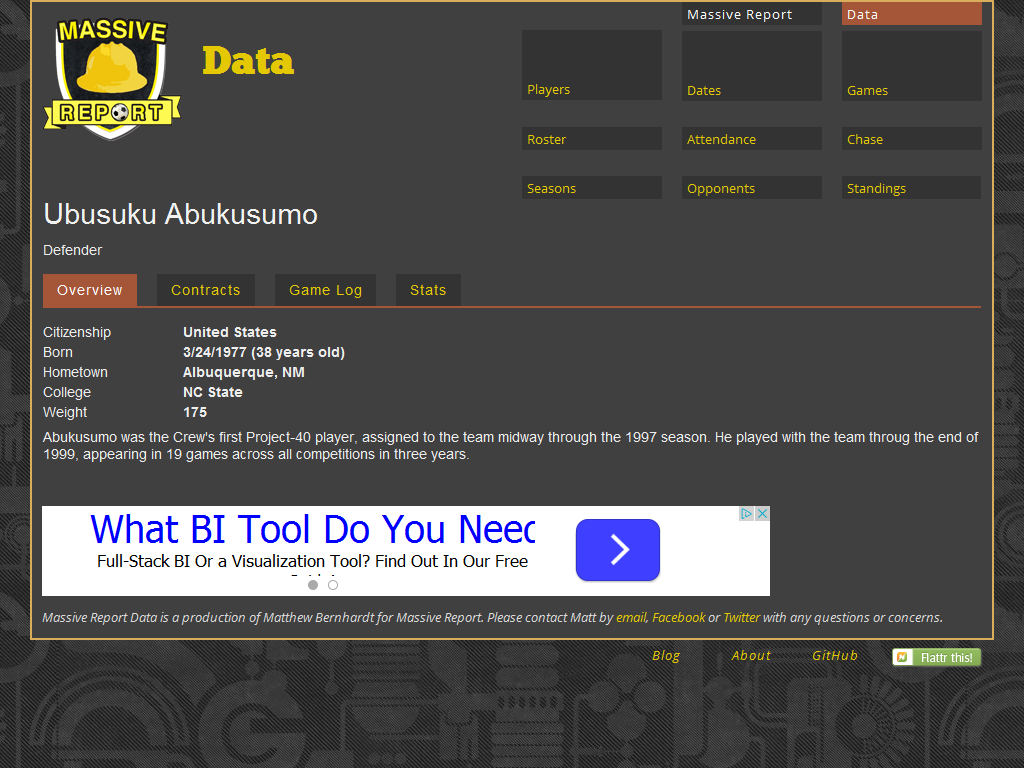 MASSIVE
REPORT
Data
Massive Report
Data
Players
Dates
Games
Roster
Attendance
Chase
Seasons
Opponents
Standings
Ubusuku Abukusumo
Defender
Overview
Contracts
Game Log
Stats
Citizenship United States
Born 3/24/1977 (38 years old)
Hometown Albuquerque, NM
College NC State
Weight 175
Abukusumo was the Crew's first Project-40 player, assigned to the team midway through the 1997 season. He played with the team throug the end of
1999, appearing in 19 games across all competitions in three years.
What BI Tool Do You Need
Full-Stack BI Or a Visualization Tool? Find Out In Our Free
Massive Report Data is a production of Matthew Bernhardt for Massive Report. Please contact Matt by email, Facebook or Twitter with any questions or concerns.
Blog
About
GitHub
Flattr this!